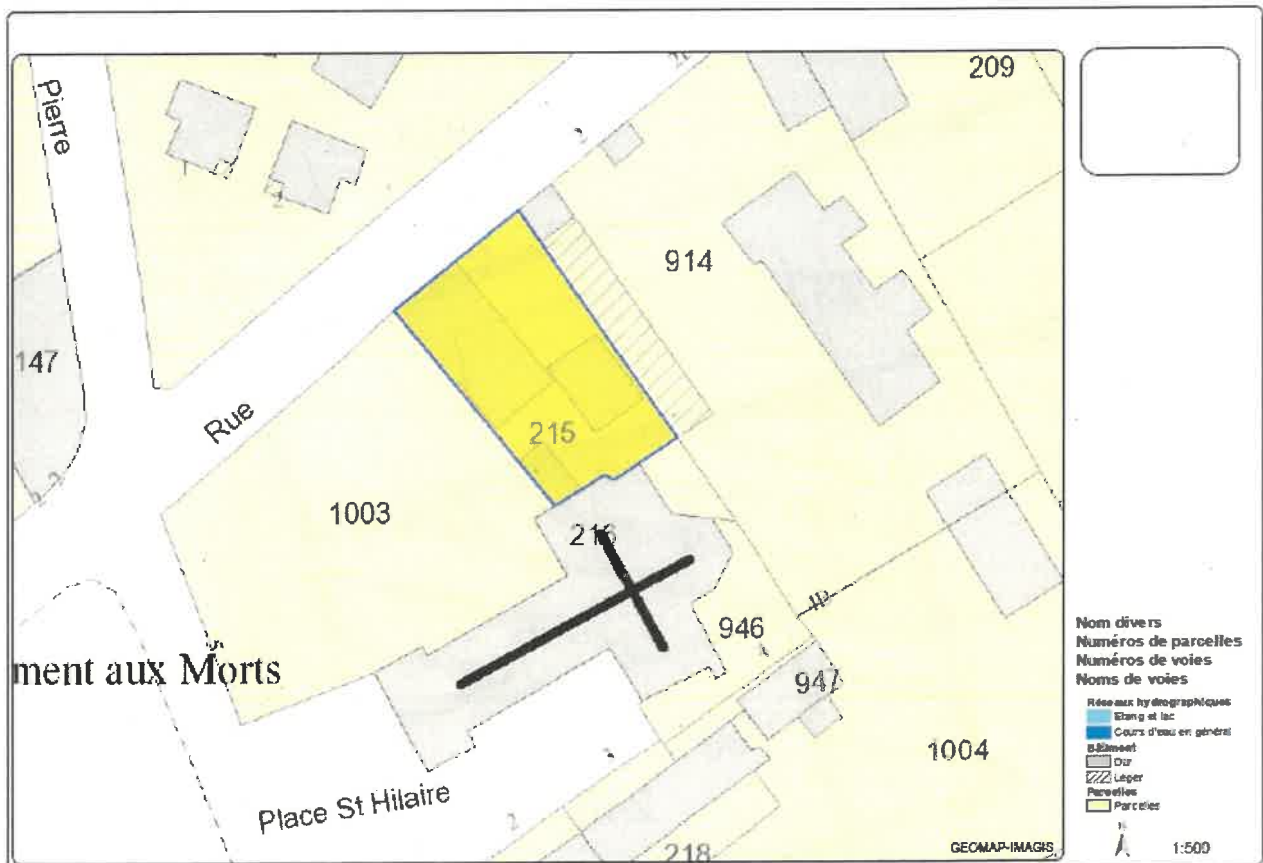 Pierre
209
914
147
Rue
215
1003
216
946
ment aux Morts
947
1004
Place St Hilaire
218
GEOMAP-IMAGIS
Nom divers
Numéros de parcelles
Numéros de voies
Noms de voies
Réseaux hydrographiques
Etang et lac
Cours d'eau en général
Bâtiment
Dur
Leger
Parcelles
Parcelles
N
1:500